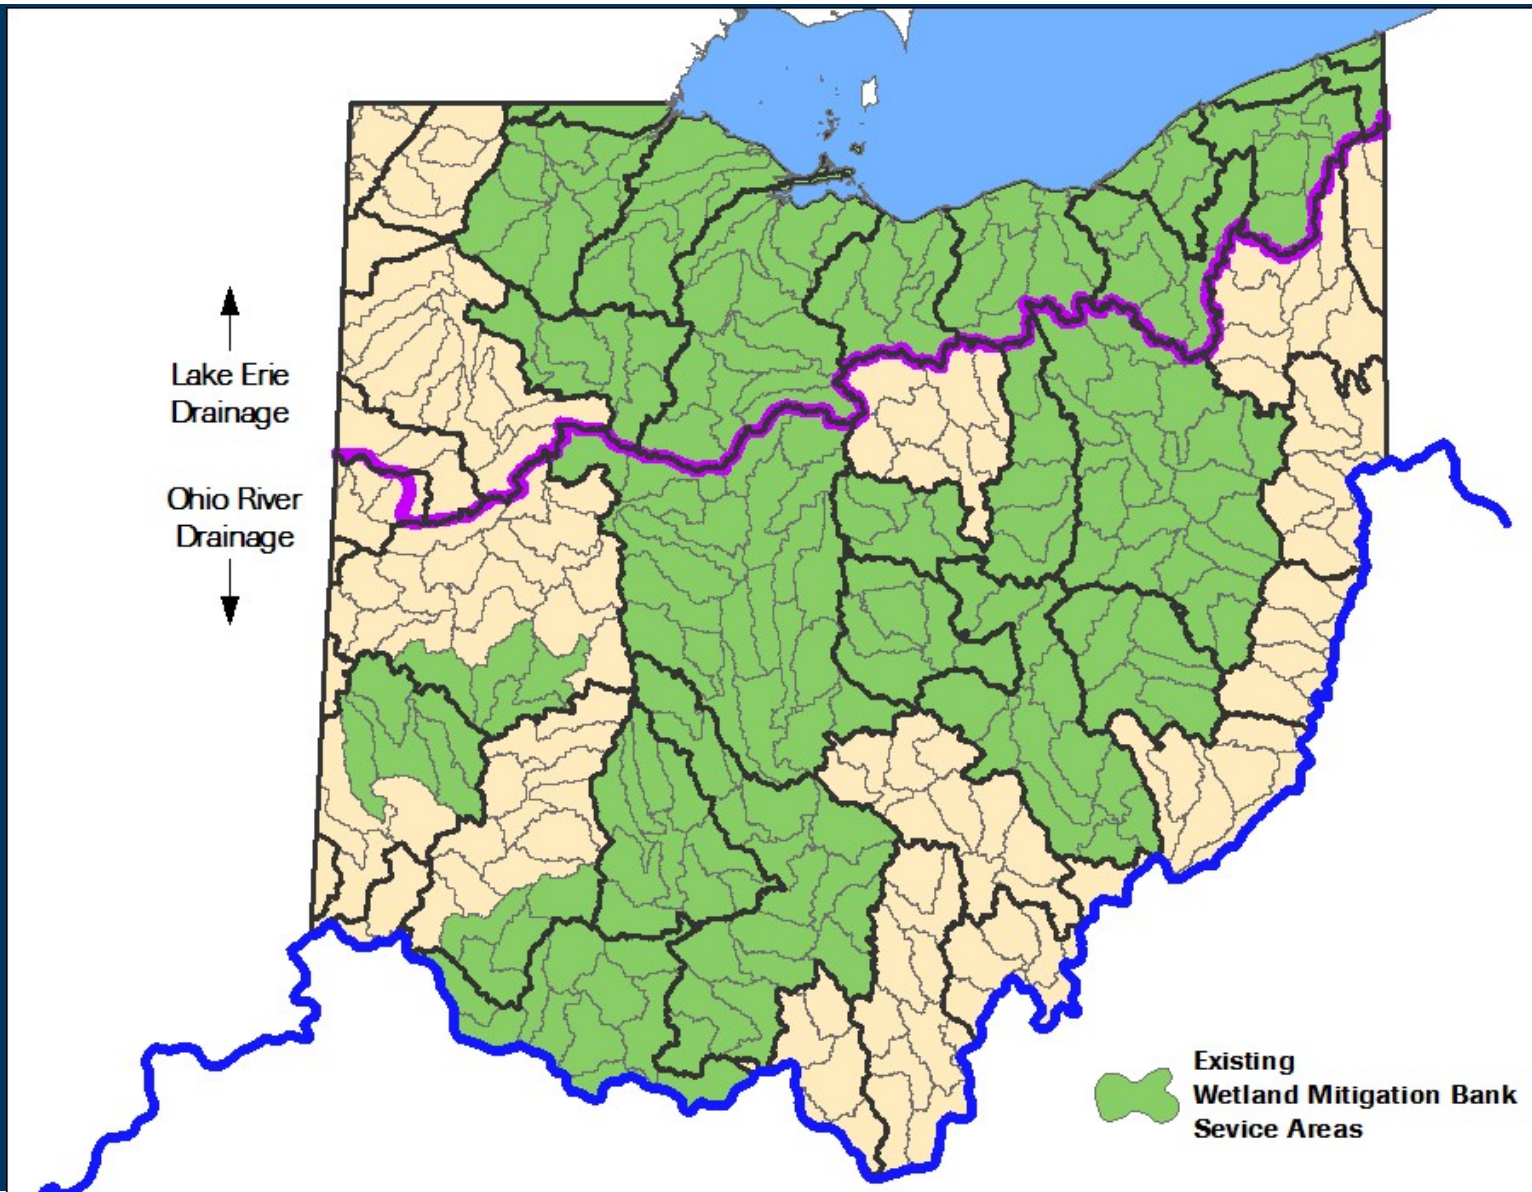 Lake Erie
Drainage
Ohio River
Drainage
Existing
Wetland Mitigation Bank
Sevice Areas